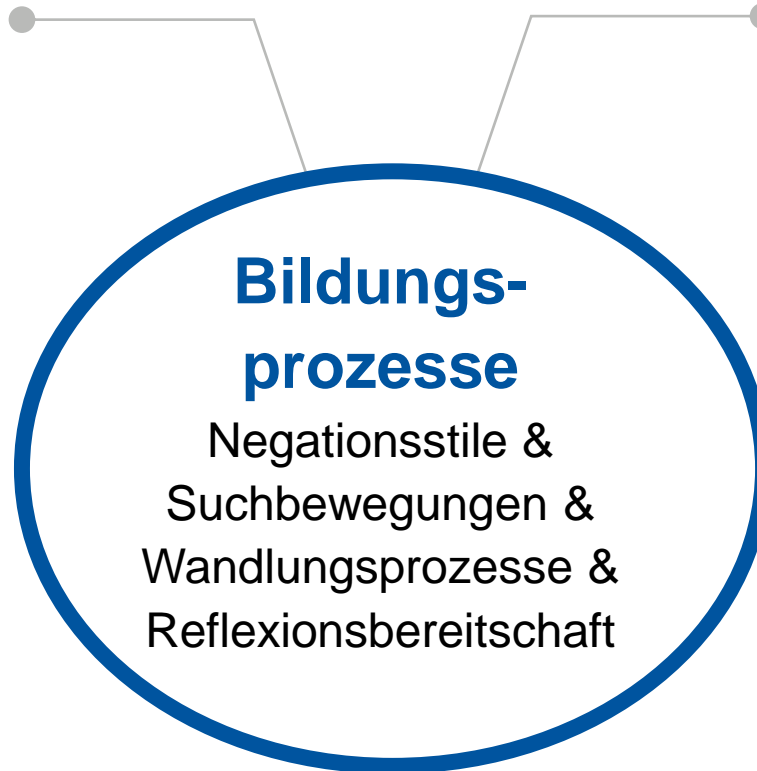 Bildungs-
prozesse
Negationsstile &
Suchbewegungen &
Wandlungsprozesse &
Reflexionsbereitschaft